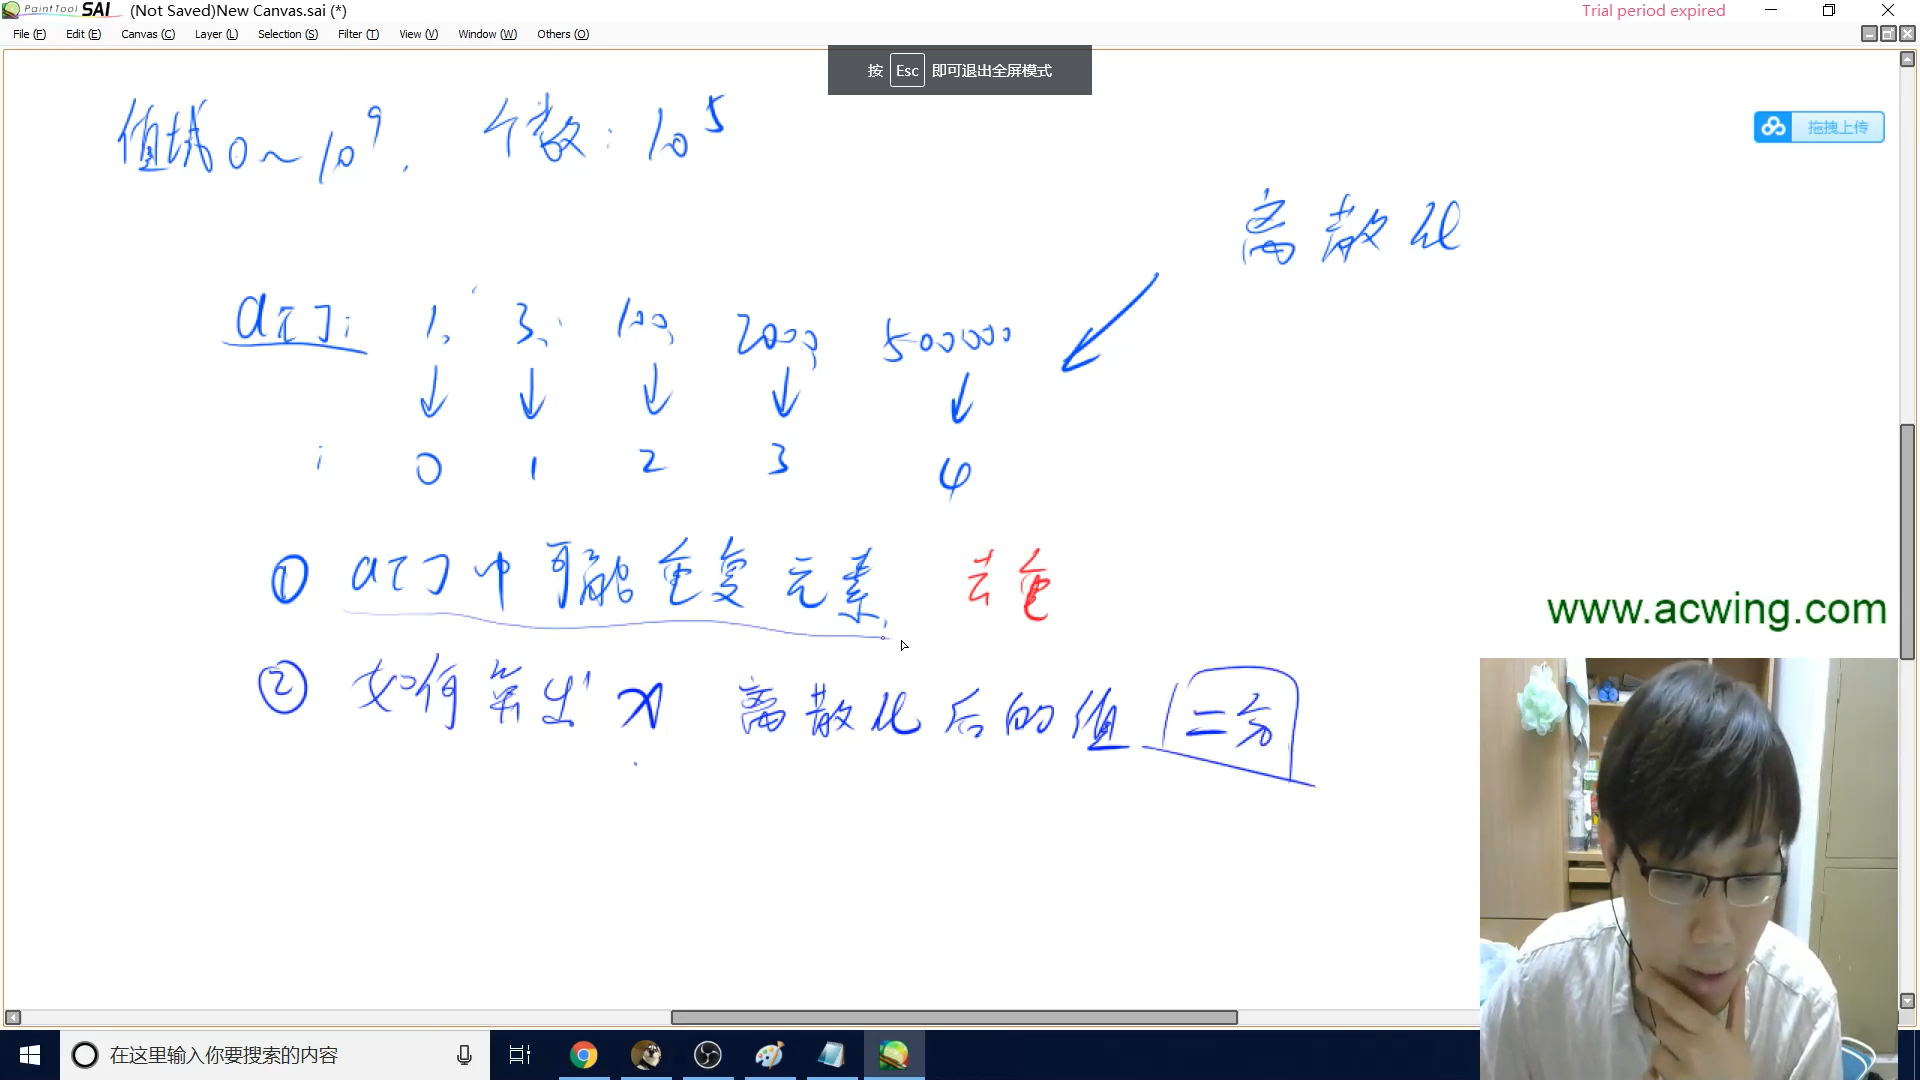 PaintTool SAI (Not Saved)New Canvas.sai (*) Trial period expired
File (F) Edit (E) Canvas (C) Layer (L) Selection (S) Filter (T) View (V) Window (W) Others (O)
按 Esc 即可退出全屏模式
值域0~10^9, 个数: 10^5
拖拽上传
离散化
a[]: 1, 3, 100, 2000, 500000
↓ ↓ ↓ ↓ ↓
i 0 1 2 3 4
① a[]中可能重复元素, 去重
www.acwing.com
② 如何算出 x 离散化后的值 二分
在这里输入你要搜索的内容